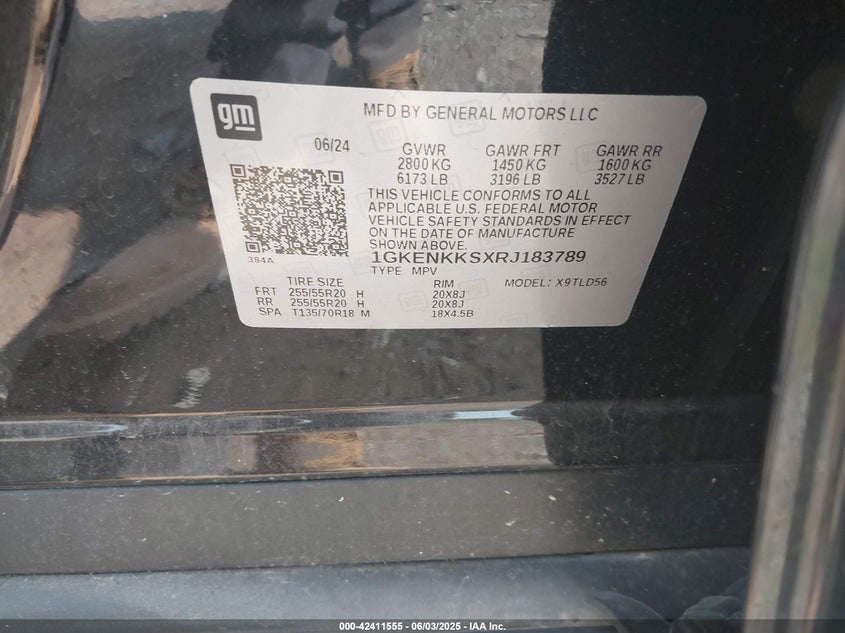 gm
MFD BY GENERAL MOTORS LLC
06/24 GVWR GAWR FRT GAWR RR
2800 KG 1450 KG 1600 KG
6173 LB 3196 LB 3527 LB
THIS VEHICLE CONFORMS TO ALL
APPLICABLE U.S. FEDERAL MOTOR
VEHICLE SAFETY STANDARDS IN EFFECT
ON THE DATE OF MANUFACTURE
SHOWN ABOVE.
384A
1GKENKKSXRJ183789
TYPE MPV
TIRE SIZE RIM MODEL: X9TLD56
FRT 255/55R20 H 20X8J
RR 255/55R20 H 20X8J
SPA T135/70R18 M 18X4.5B
000-42411555 - 06/03/2025 - IAA Inc.